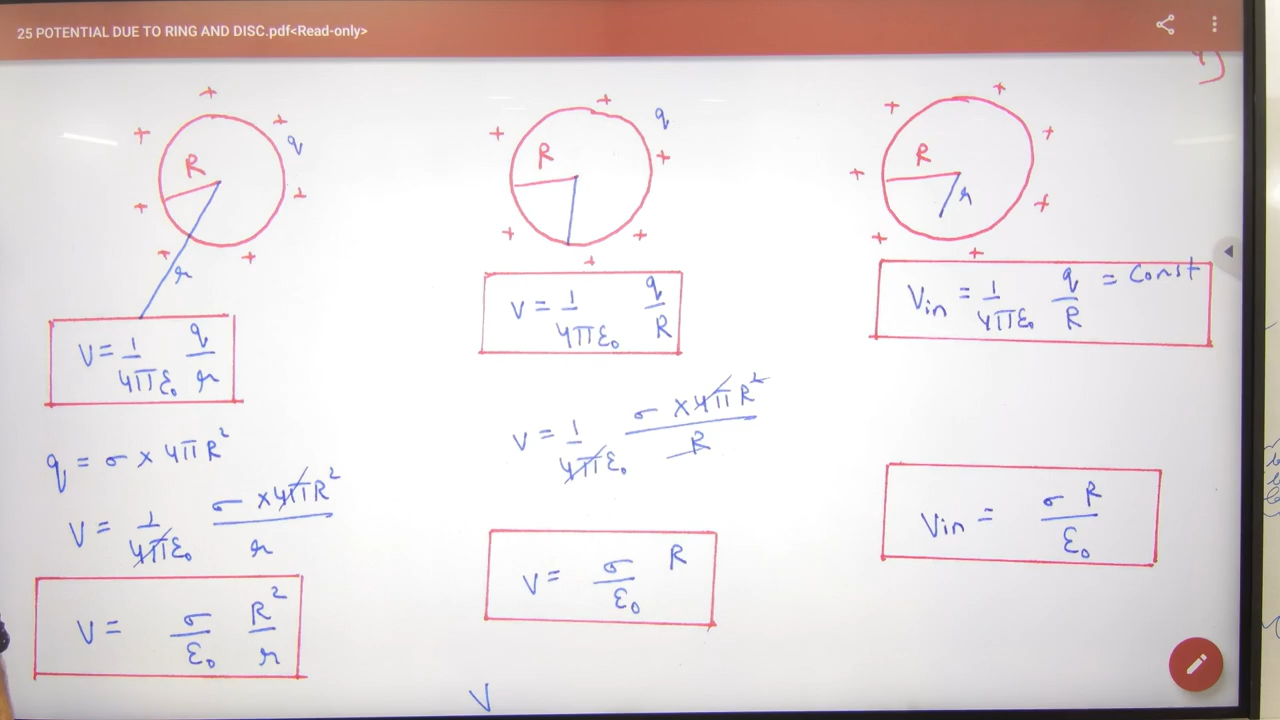 25 POTENTIAL DUE TO RING AND DISC.pdf<Read-only>
+ + + + + + + +
R q
r
V = 1/4πε₀ q/r
q = σ × 4πR²
V = 1/4πε₀ σ × 4πR²/r
V = σ/ε₀ R²/r
+ + + + + +
R q
V = 1/4πε₀ q/R
V = 1/4πε₀ σ × 4πR²/R
V = σ/ε₀ R
V
+ + + + + + +
R
r
Vin = 1/4πε₀ q/R = Const
Vin = σ R/ε₀